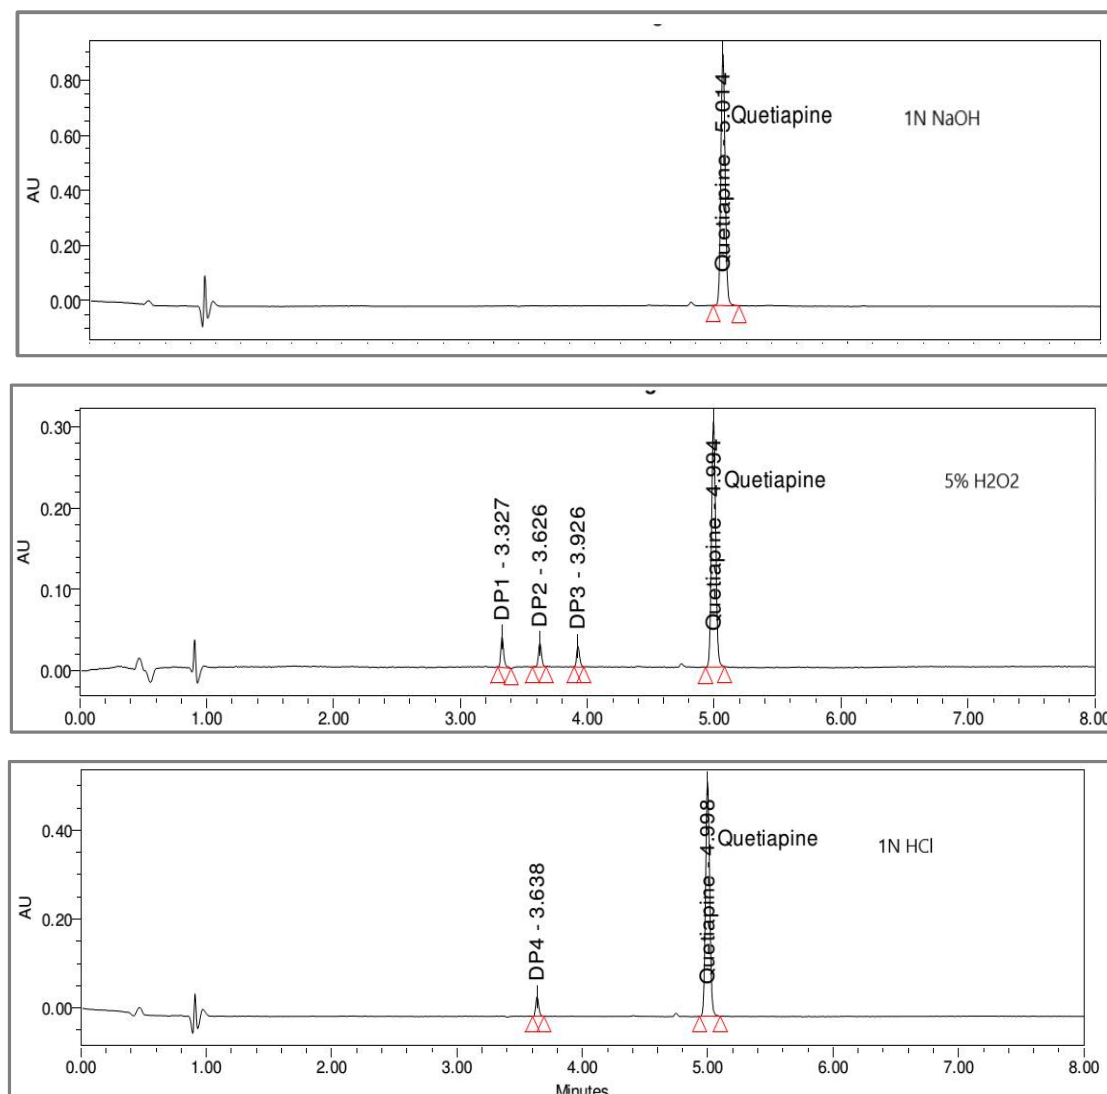 0.80
0.60
0.40
0.20
0.00
AU
Quetiapine - 5.014
Quetiapine
1N NaOH
0.30
0.20
0.10
0.00
AU
DP1 - 3.327
DP2 - 3.626
DP3 - 3.926
Quetiapine - 4.994
Quetiapine
5% H2O2
0.00 1.00 2.00 3.00 4.00 5.00 6.00 7.00 8.00
0.40
0.20
0.00
AU
DP4 - 3.638
Quetiapine - 4.998
Quetiapine
1N HCl
0.00 1.00 2.00 3.00 4.00 5.00 6.00 7.00 8.00
Minutes